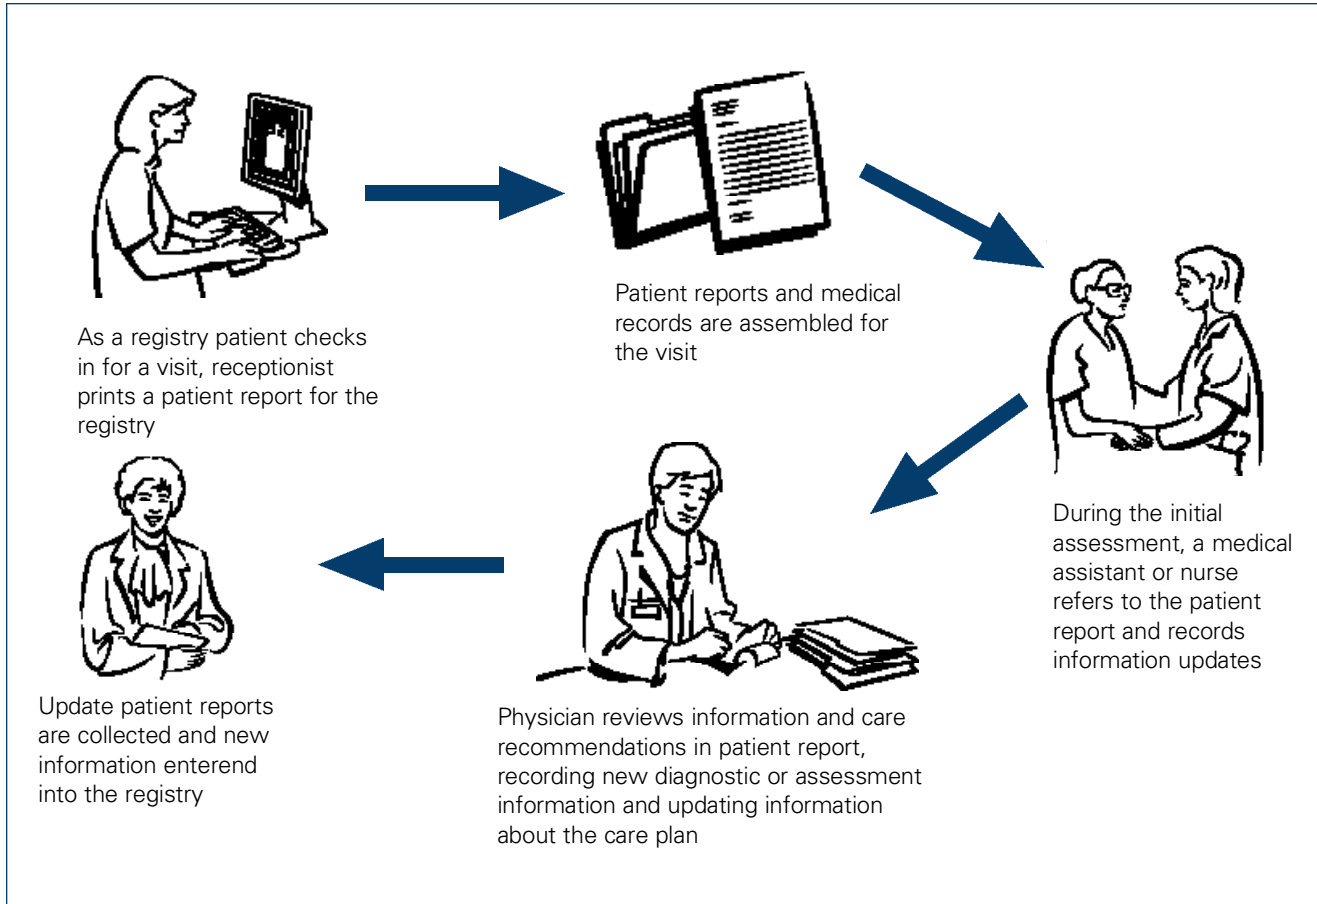 As a registry patient checks
in for a visit, receptionist
prints a patient report for the
registry
Patient reports and medical
records are assembled for
the visit
During the initial
assessment, a medical
assistant or nurse
refers to the patient
report and records
information updates
Physician reviews information and care
recommendations in patient report,
recording new diagnostic or assessment
information and updating information
about the care plan
Update patient reports
are collected and new
information enterend
into the registry